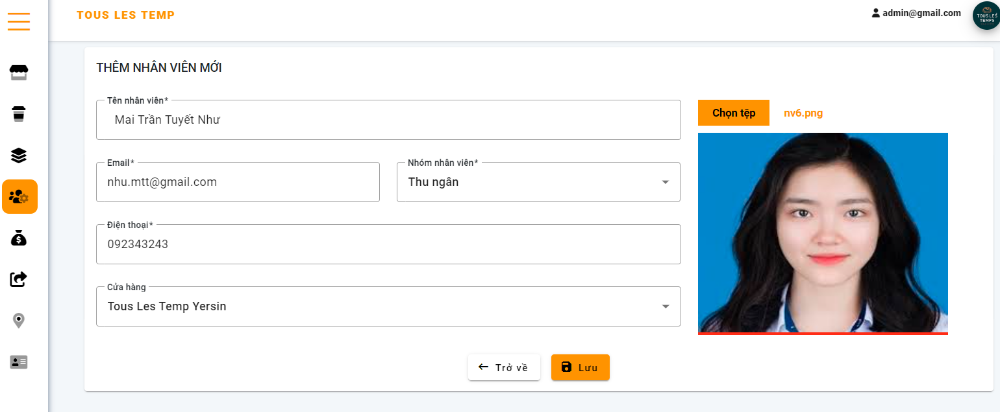 TOUS LES TEMP
admin@gmail.com
TOUS LES
TEMPS
THÊM NHÂN VIÊN MỚI
Tên nhân viên*
Mai Trần Tuyết Như
Chọn tệp nv6.png
Email*
nhu.mtt@gmail.com
Nhóm nhân viên*
Thu ngân
Điện thoại*
092343243
Cửa hàng
Tous Les Temp Yersin
Trở về
Lưu